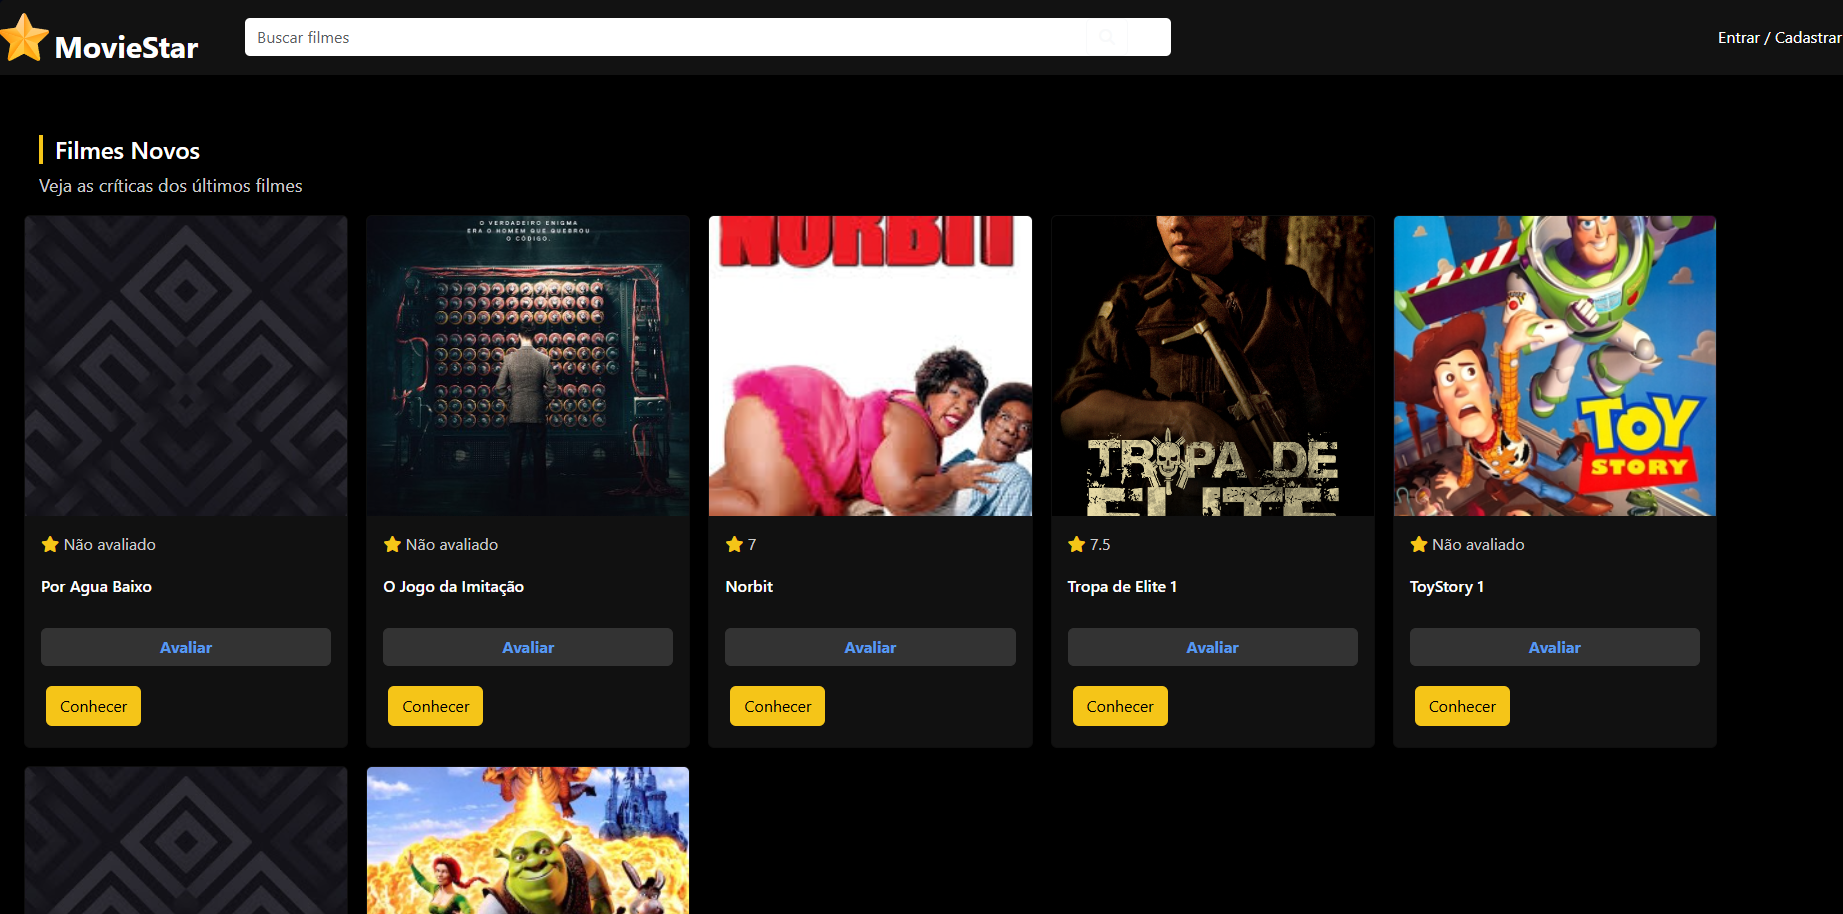 MovieStar
Buscar filmes
Entrar / Cadastrar
Filmes Novos
Veja as críticas dos últimos filmes
O VERDADEIRO ENIGMA
ERA O HOMEM QUE QUEBROU
O CÓDIGO.
NORBIT
TROPA DE
ELITE
TOY
STORY
Não avaliado
Não avaliado
7
7.5
Não avaliado
Por Agua Baixo
O Jogo da Imitação
Norbit
Tropa de Elite 1
ToyStory 1
Avaliar
Avaliar
Avaliar
Avaliar
Avaliar
Conhecer
Conhecer
Conhecer
Conhecer
Conhecer